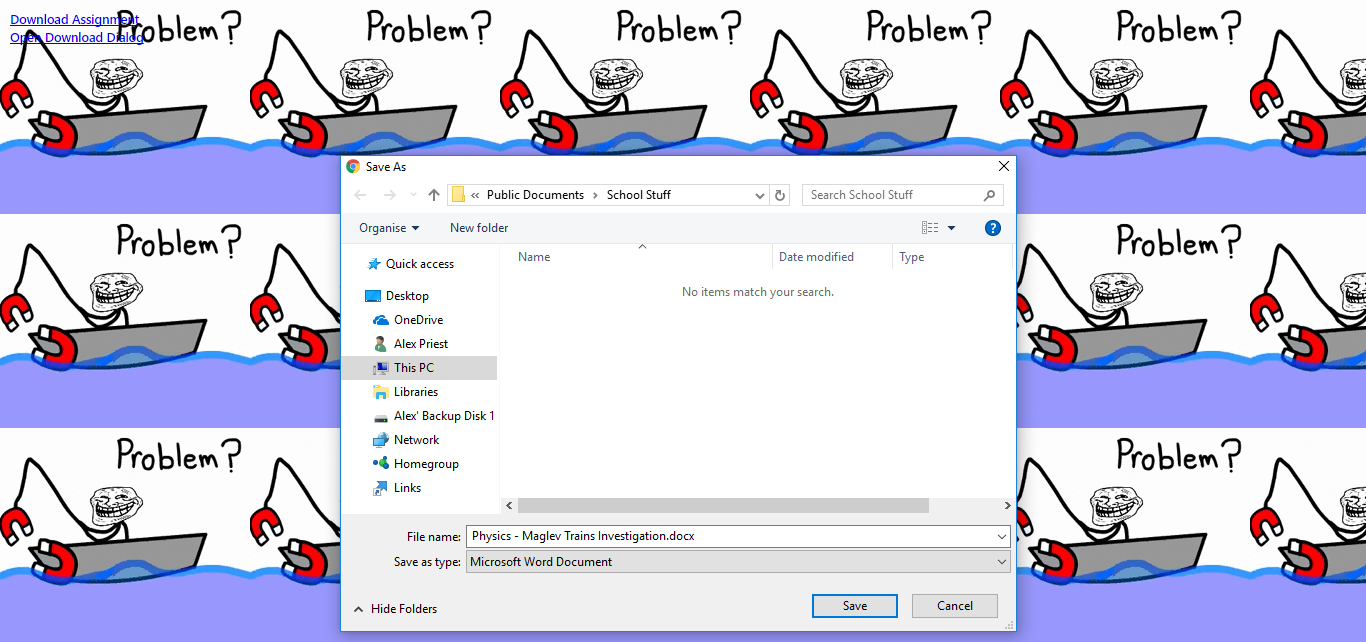 Download Assignment
Open Download Dialog
Problem? Problem? Problem? Problem? Problem?
Save As
« Public Documents › School Stuff
Search School Stuff
Organise
New folder
?
Name
Date modified
Type
No items match your search.
Quick access
Desktop
OneDrive
Alex Priest
This PC
Libraries
Alex' Backup Disk 1
Network
Homegroup
Links
Problem? Problem?
Problem? Problem?
File name: Physics - Maglev Trains Investigation.docx
Save as type: Microsoft Word Document
Hide Folders
Save
Cancel